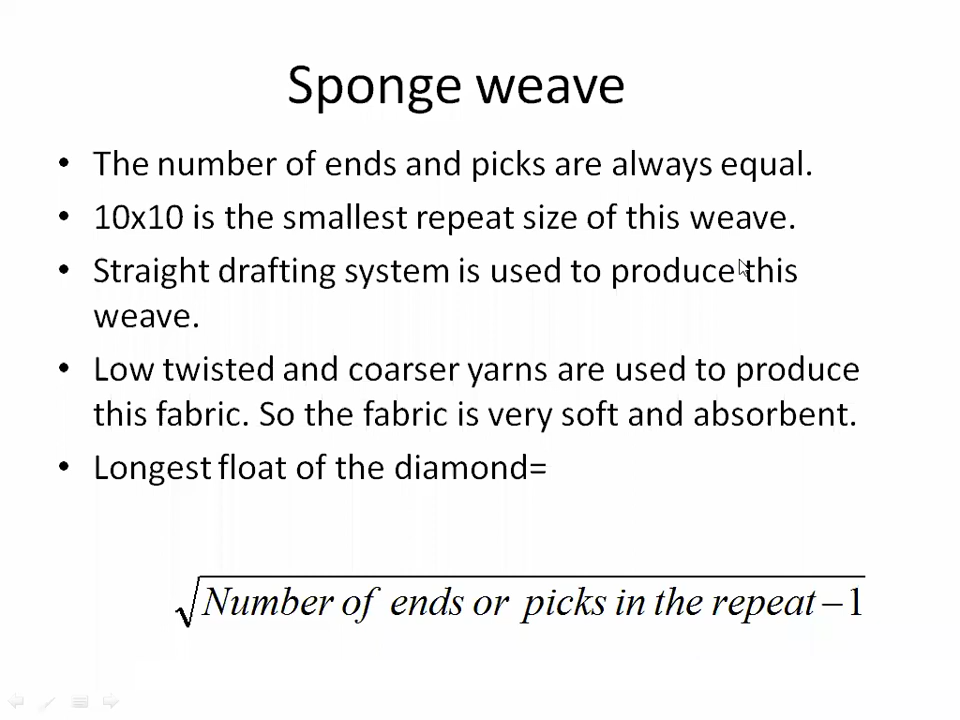 Sponge weave
• The number of ends and picks are always equal.
• 10x10 is the smallest repeat size of this weave.
• Straight drafting system is used to produce this
weave.
• Low twisted and coarser yarns are used to produce
this fabric. So the fabric is very soft and absorbent.
• Longest float of the diamond=
√Number of ends or picks in the repeat−1